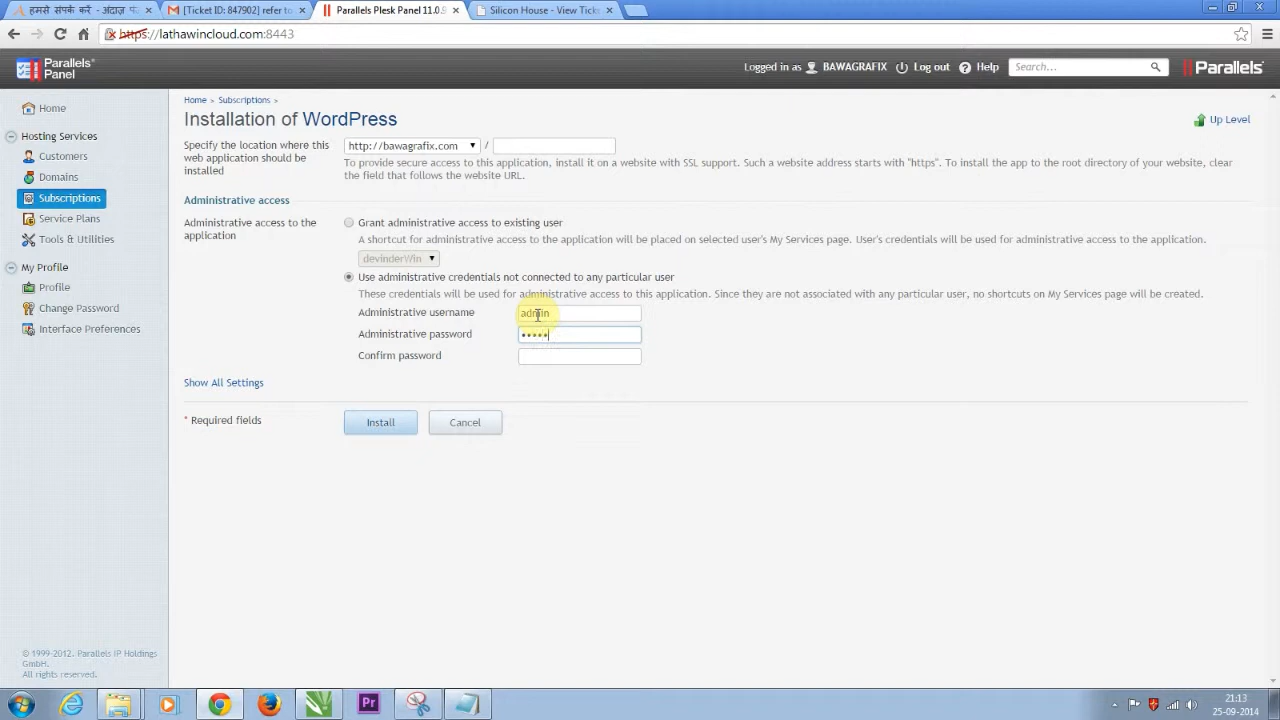 हमसे संपर्क करें - अंदाज़ प
[Ticket ID: 847902] refer to
Parallels Plesk Panel 11.0.9
Silicon House - View Ticke
https://lathawincloud.com:8443
Parallels®
Panel
Logged in as BAWAGRAFIX Log out Help Search... Parallels
Home
Hosting Services
Customers
Domains
Subscriptions
Service Plans
Tools & Utilities
My Profile
Profile
Change Password
Interface Preferences
© 1999-2012. Parallels IP Holdings
GmbH.
All rights reserved.
Home > Subscriptions >
Installation of WordPress
Up Level
Specify the location where this
web application should be
installed
http://bawagrafix.com /
To provide secure access to this application, install it on a website with SSL support. Such a website address starts with "https". To install the app to the root directory of your website, clear
the field that follows the website URL.
Administrative access
Administrative access to the
application
Grant administrative access to existing user
A shortcut for administrative access to the application will be placed on selected user's My Services page. User's credentials will be used for administrative access to the application.
devinderWin
Use administrative credentials not connected to any particular user
These credentials will be used for administrative access to this application. Since they are not associated with any particular user, no shortcuts on My Services page will be created.
Administrative username admin
Administrative password •••••
Confirm password
Show All Settings
* Required fields
Install
Cancel
Pr
21:13
25-09-2014